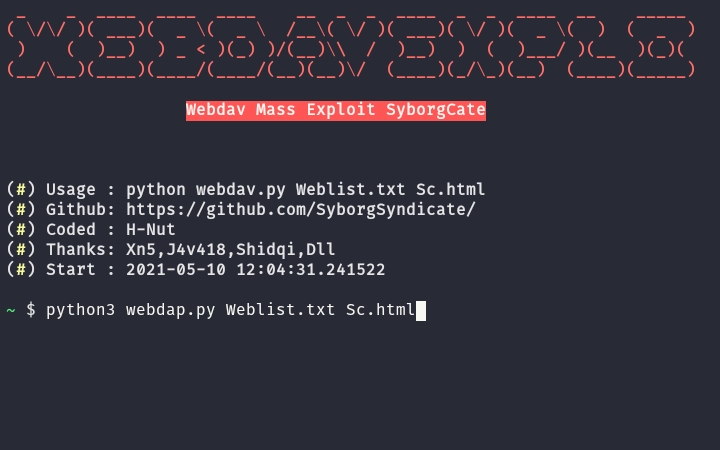 Webdav Mass Exploit SyborgCate
(#) Usage : python webdav.py Weblist.txt Sc.html
(#) Github: https://github.com/SyborgSyndicate/
(#) Coded : H-Nut
(#) Thanks: Xn5,J4v418,Shidqi,Dll
(#) Start : 2021-05-10 12:04:31.241522
~ $ python3 webdap.py Weblist.txt Sc.html